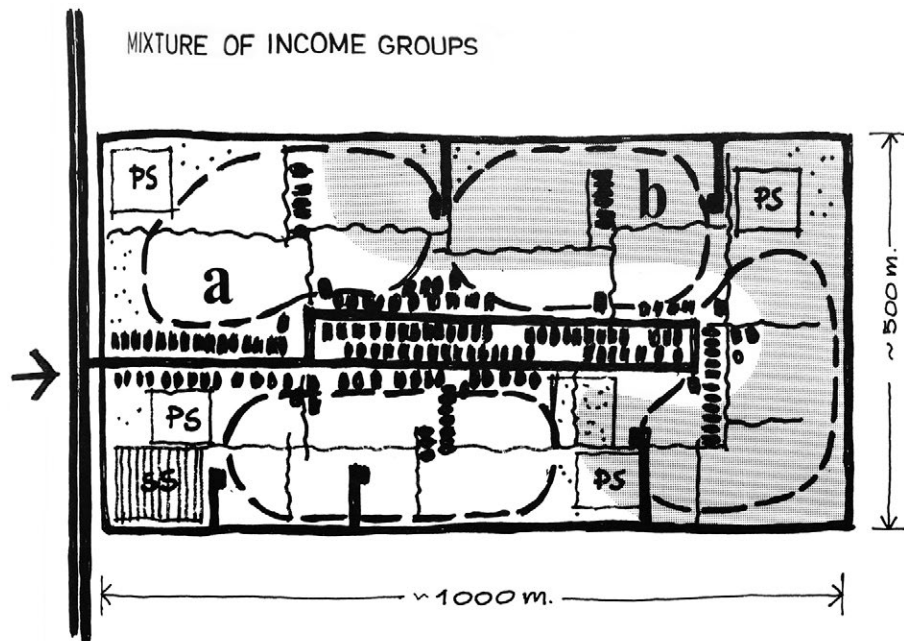 MIXTURE OF INCOME GROUPS
PS
b
PS
a
~500 m.
PS
SS
PS
~1000 m.